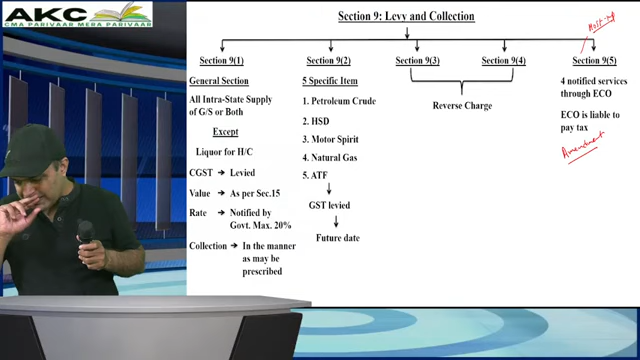 AKC
CMA PARIVAAR MERA PARIVAAR
Section 9: Levy and Collection
Section 9(1)
General Section
All Intra-State Supply
of G/S or Both
Except
Liquor for H/C
CGST → Levied
Value → As per Sec.15
Rate → Notified by
Govt. Max. 20%
Collection → In the manner
as may be
prescribed
Section 9(2)
5 Specific Item
1. Petroleum Crude
2. HSD
3. Motor Spirit
4. Natural Gas
5. ATF
GST levied
Future date
Section 9(3)
Section 9(4)
Reverse Charge
Section 9(5)
4 notified services
through ECO
ECO is liable to
pay tax
Amendment